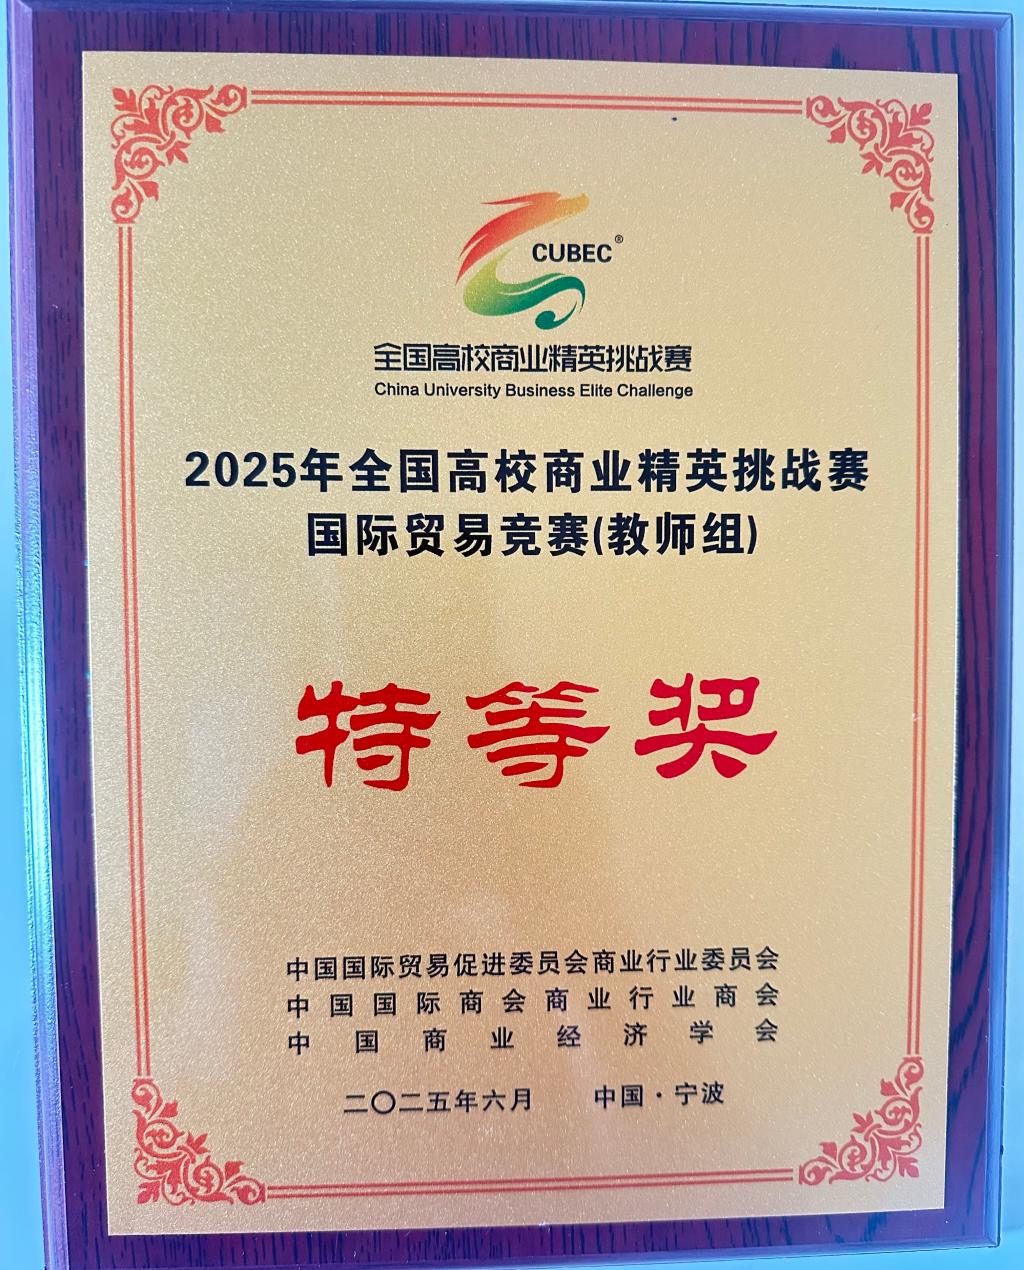 CUBEC®
全国高校商业精英挑战赛
China University Business Elite Challenge
2025年全国高校商业精英挑战赛
国际贸易竞赛(教师组)
特等奖
中国国际贸易促进委员会商业行业委员会
中国国际商会商业行业商会
中国商业经济学会
二〇二五年六月 中国·宁波